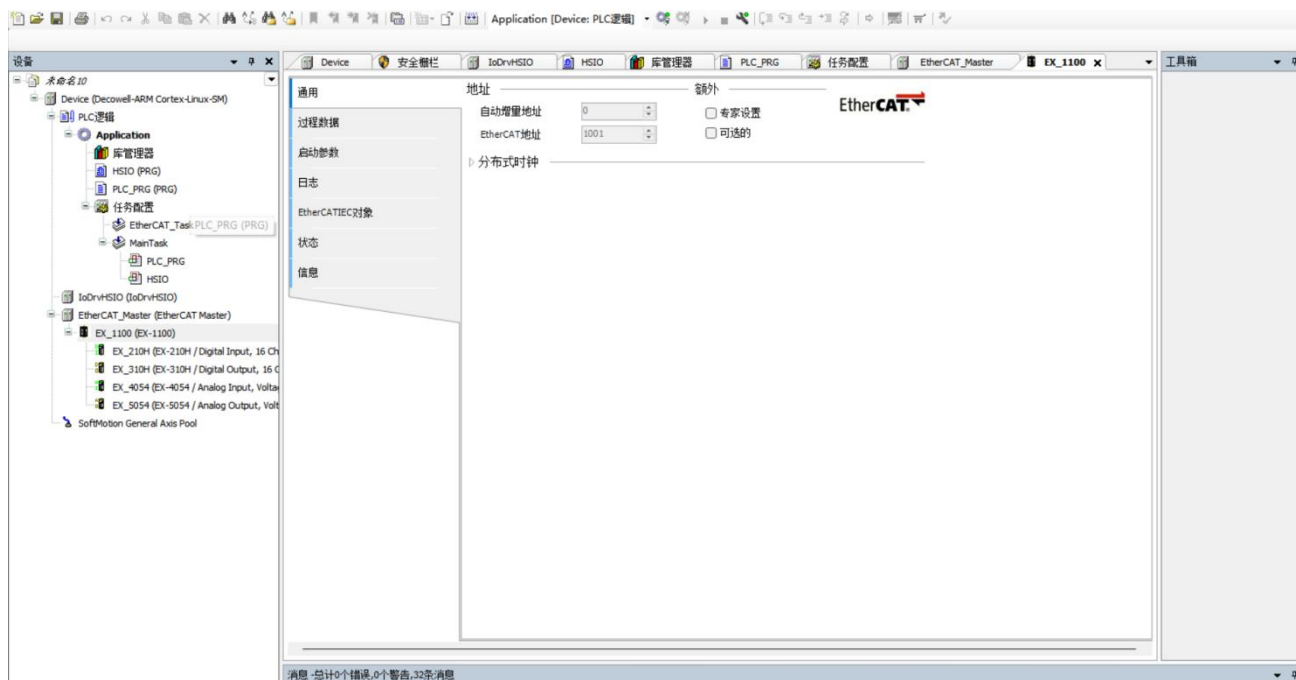 Application [Device: PLC逻辑]
设备
未命名10
Device (Decowell-ARM Cortex-Linux-SM)
PLC逻辑
Application
库管理器
HSIO (PRG)
PLC_PRG (PRG)
任务配置
EtherCAT_Task PLC_PRG (PRG)
MainTask
PLC_PRG
HSIO
IoDrvHSIO (IoDrvHSIO)
EtherCAT_Master (EtherCAT Master)
EX_1100 (EX-1100)
EX_210H (EX-210H / Digital Input, 16 Ch
EX_310H (EX-310H / Digital Output, 16 C
EX_4054 (EX-4054 / Analog Input, Volta
EX_5054 (EX-5054 / Analog Output, Volt
SoftMotion General Axis Pool
Device 安全栅栏 IoDrvHSIO HSIO 库管理器 PLC_PRG 任务配置 EtherCAT_Master EX_1100
通用
过程数据
启动参数
日志
EtherCATIEC对象
状态
信息
地址 额外
自动增量地址 0 专家设置
EtherCAT地址 1001 可选的
EtherCAT
分布式时钟
工具箱
消息 -总计0个错误,0个警告,32条消息